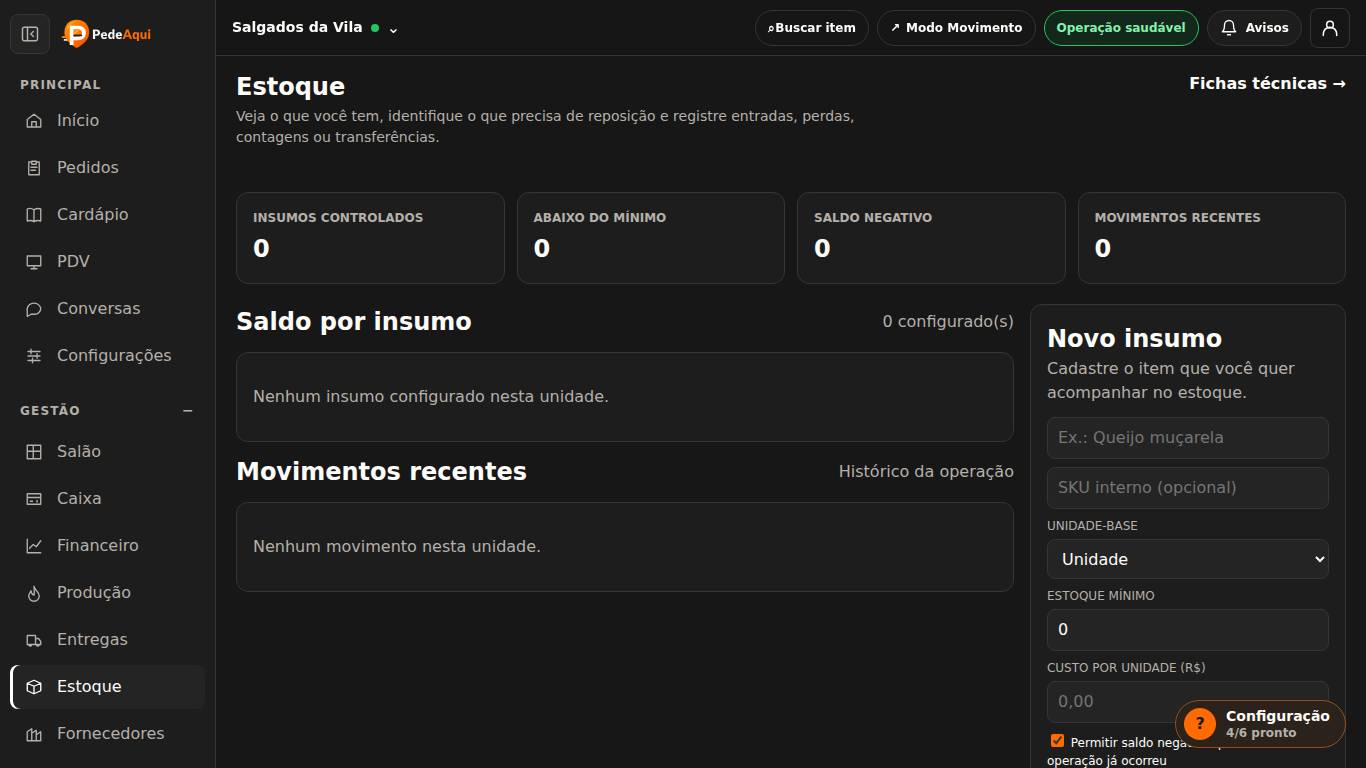 PedeAqui
PRINCIPAL
Início
Pedidos
Cardápio
PDV
Conversas
Configurações
GESTÃO −
Salão
Caixa
Financeiro
Produção
Entregas
Estoque
Fornecedores
Salgados da Vila
Buscar item
↗ Modo Movimento
Operação saudável
Avisos
Estoque
Fichas técnicas →
Veja o que você tem, identifique o que precisa de reposição e registre entradas, perdas,
contagens ou transferências.
INSUMOS CONTROLADOS
0
ABAIXO DO MÍNIMO
0
SALDO NEGATIVO
0
MOVIMENTOS RECENTES
0
Saldo por insumo
0 configurado(s)
Nenhum insumo configurado nesta unidade.
Movimentos recentes
Histórico da operação
Nenhum movimento nesta unidade.
Novo insumo
Cadastre o item que você quer
acompanhar no estoque.
Ex.: Queijo muçarela
SKU interno (opcional)
UNIDADE-BASE
Unidade
ESTOQUE MÍNIMO
0
CUSTO POR UNIDADE (R$)
0,00
Permitir saldo
operação já ocorreu
?
Configuração
4/6 pronto